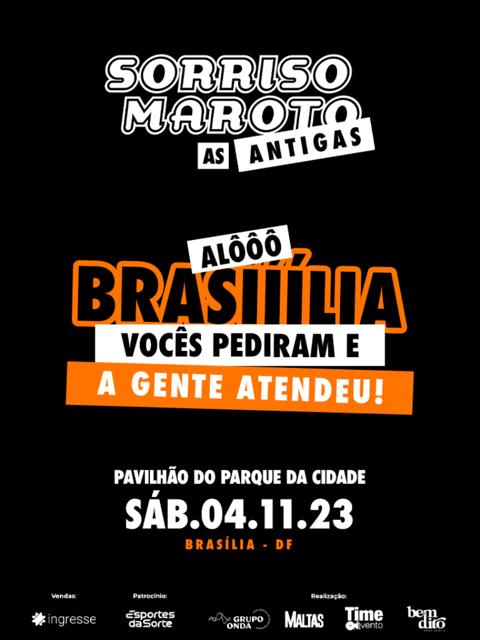 SORRISO
MAROTO
AS ANTIGAS
ALÔÔÔ
BRASÍÍÍLIA
VOCÊS PEDIRAM E
A GENTE ATENDEU!
PAVILHÃO DO PARQUE DA CIDADE
SÁB.04.11.23
BRASÍLIA - DF
Vendas: Patrocínio: Realização:
ingresse Esportes da Sorte GRUPO ONDA MALTAS Time evento bem dito